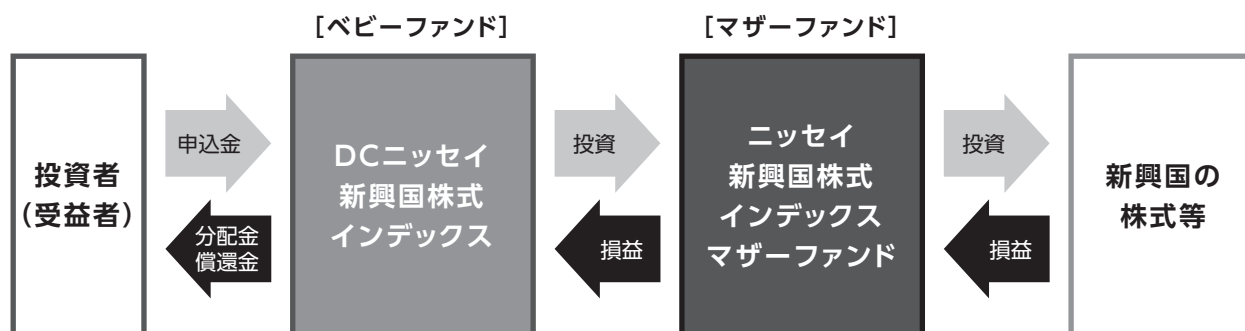 [ベビーファンド]
[マザーファンド]
投資者
(受益者)
申込金
分配金
償還金
DCニッセイ
新興国株式
インデックス
投資
損益
ニッセイ
新興国株式
インデックス
マザーファンド
投資
損益
新興国の
株式等